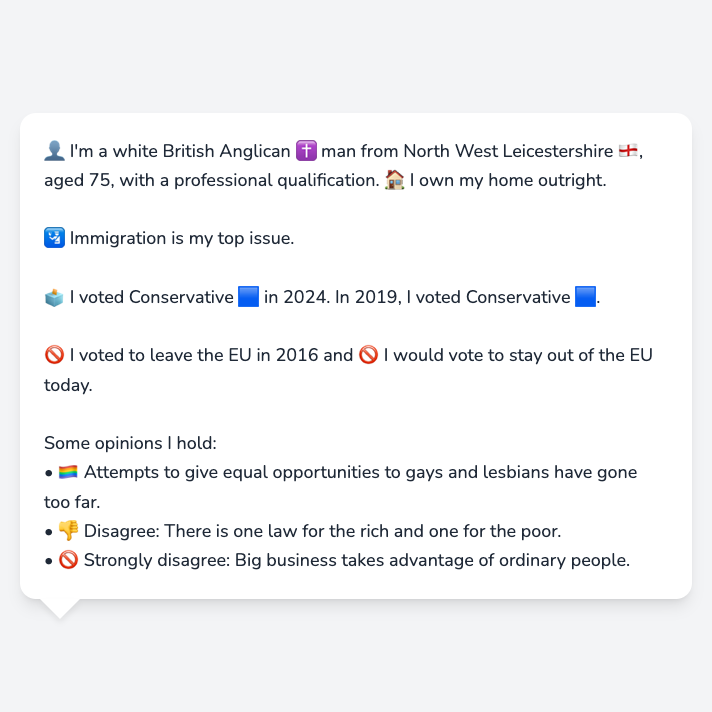 👤 I'm a white British Anglican ✝️ man from North West Leicestershire 🏴󠁧󠁢󠁥󠁮󠁧󠁿,
aged 75, with a professional qualification. 🏠 I own my home outright.
🛂 Immigration is my top issue.
🗳️ I voted Conservative 🟦 in 2024. In 2019, I voted Conservative 🟦.
🚫 I voted to leave the EU in 2016 and 🚫 I would vote to stay out of the EU
today.
Some opinions I hold:
• 🏳️‍🌈 Attempts to give equal opportunities to gays and lesbians have gone
too far.
• 👎 Disagree: There is one law for the rich and one for the poor.
• 🚫 Strongly disagree: Big business takes advantage of ordinary people.